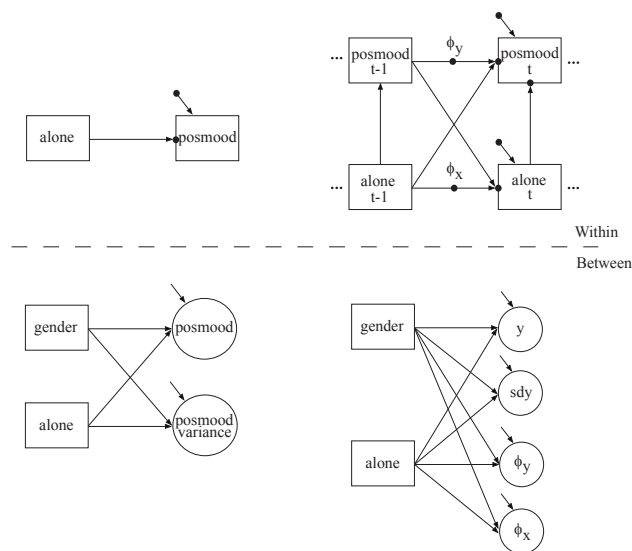 alone
posmood
... posmood
t-1
ϕy
posmood
t
...
... alone
t-1
ϕx
alone
t
...
Within
Between
gender
posmood
alone
posmood
variance
gender
y
sdy
alone
ϕy
ϕx